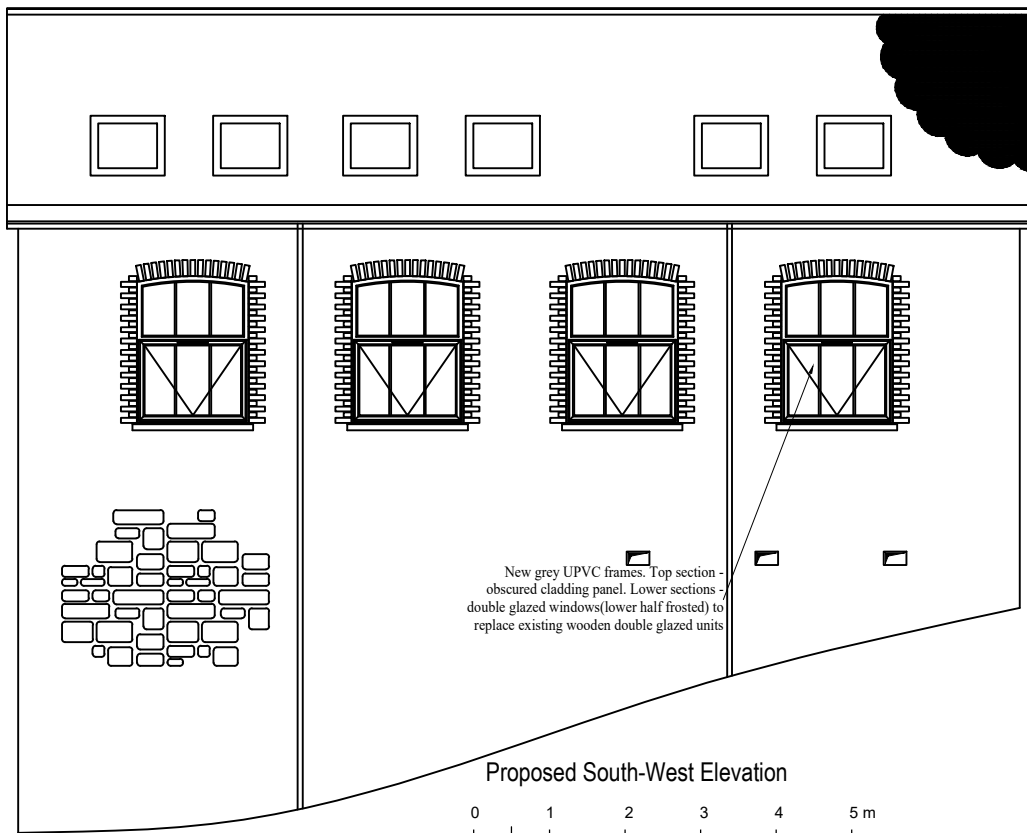 New grey UPVC frames. Top section -
obscured cladding panel. Lower sections -
double glazed windows(lower half frosted) to
replace existing wooden double glazed units
Proposed South-West Elevation
0 1 2 3 4 5 m